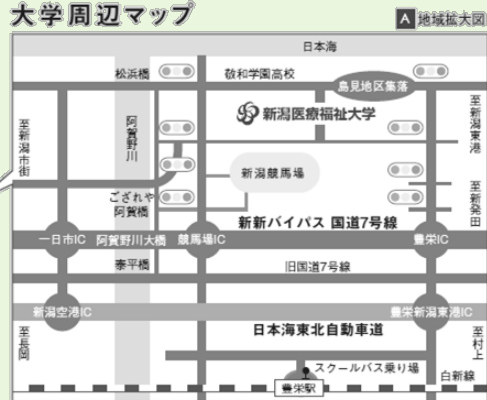 大学周辺マップ
A 地域拡大図
日本海
松浜橋
敬和学園高校
島見地区集落
至新潟東港
至新潟市街
阿賀野川
新潟医療福祉大学
新潟競馬場
至新発田
ござれや
阿賀橋
新新バイパス 国道7号線
一日市IC
阿賀野川大橋
競馬場IC
豊栄IC
泰平橋
旧国道7号線
新潟空港IC
豊栄新潟東港IC
至長岡
日本海東北自動車道
至村上
スクールバス乗り場
白新線
豊栄駅